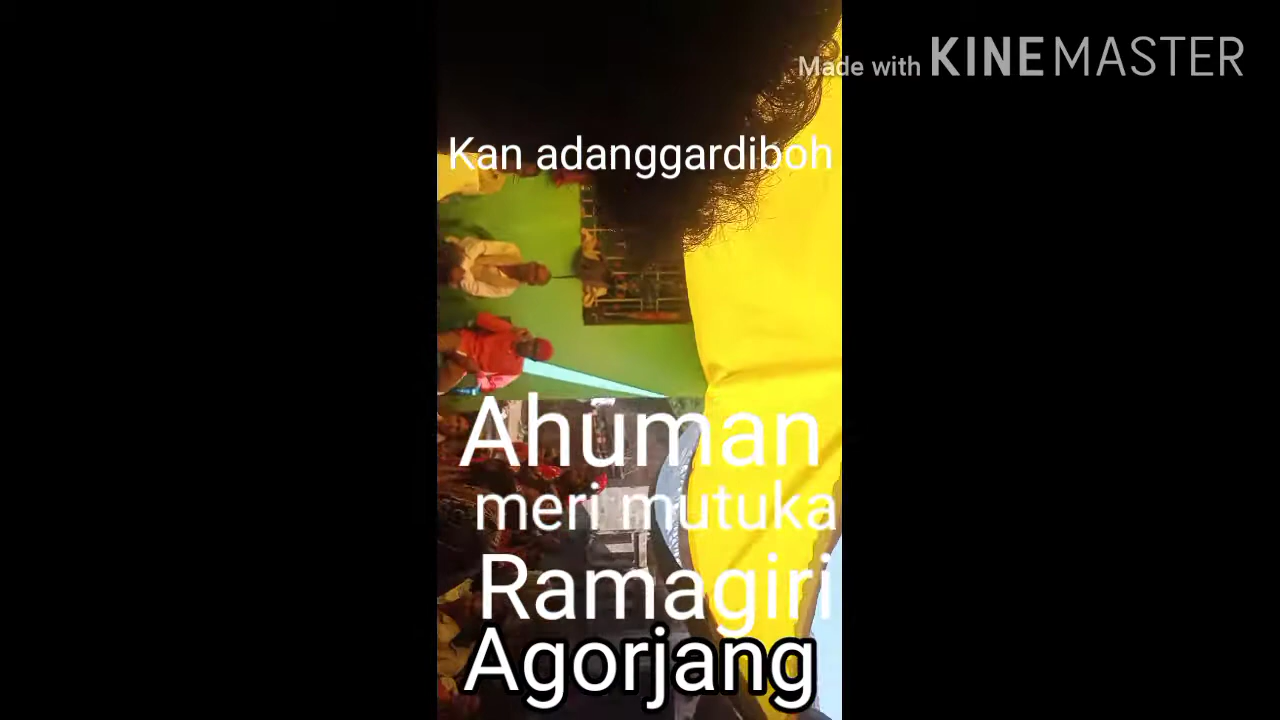 Made with KINEMASTER
Kan adanggardiboh
Ahuman
meri mutuka
Ramagiri
Agorjang